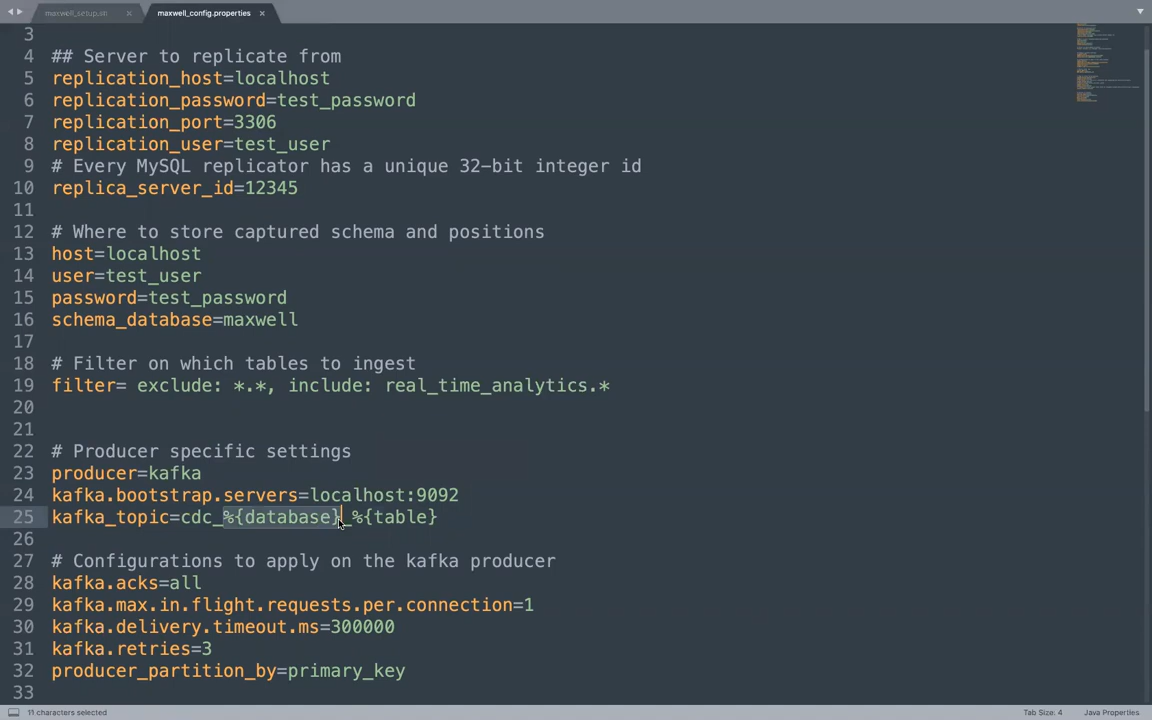 maxwell_setup.sh
maxwell_config.properties
3
4 ## Server to replicate from
5 replication_host=localhost
6 replication_password=test_password
7 replication_port=3306
8 replication_user=test_user
9 # Every MySQL replicator has a unique 32-bit integer id
10 replica_server_id=12345
11
12 # Where to store captured schema and positions
13 host=localhost
14 user=test_user
15 password=test_password
16 schema_database=maxwell
17
18 # Filter on which tables to ingest
19 filter= exclude: *.*, include: real_time_analytics.*
20
21
22 # Producer specific settings
23 producer=kafka
24 kafka.bootstrap.servers=localhost:9092
25 kafka_topic=cdc_%{database}_%{table}
26
27 # Configurations to apply on the kafka producer
28 kafka.acks=all
29 kafka.max.in.flight.requests.per.connection=1
30 kafka.delivery.timeout.ms=300000
31 kafka.retries=3
32 producer_partition_by=primary_key
33
11 characters selected
Tab Size: 4
Java Properties